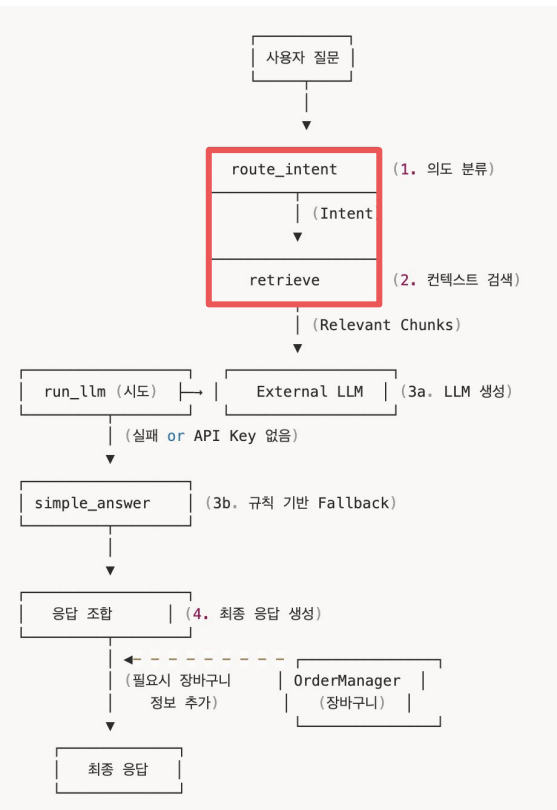 사용자 질문
route_intent (1. 의도 분류)
(Intent
retrieve (2. 컨텍스트 검색)
(Relevant Chunks)
run_llm (시도) External LLM (3a. LLM 생성)
(실패 or API Key 없음)
simple_answer (3b. 규칙 기반 Fallback)
응답 조합 (4. 최종 응답 생성)
(필요시 장바구니 OrderManager
정보 추가) (장바구니)
최종 응답